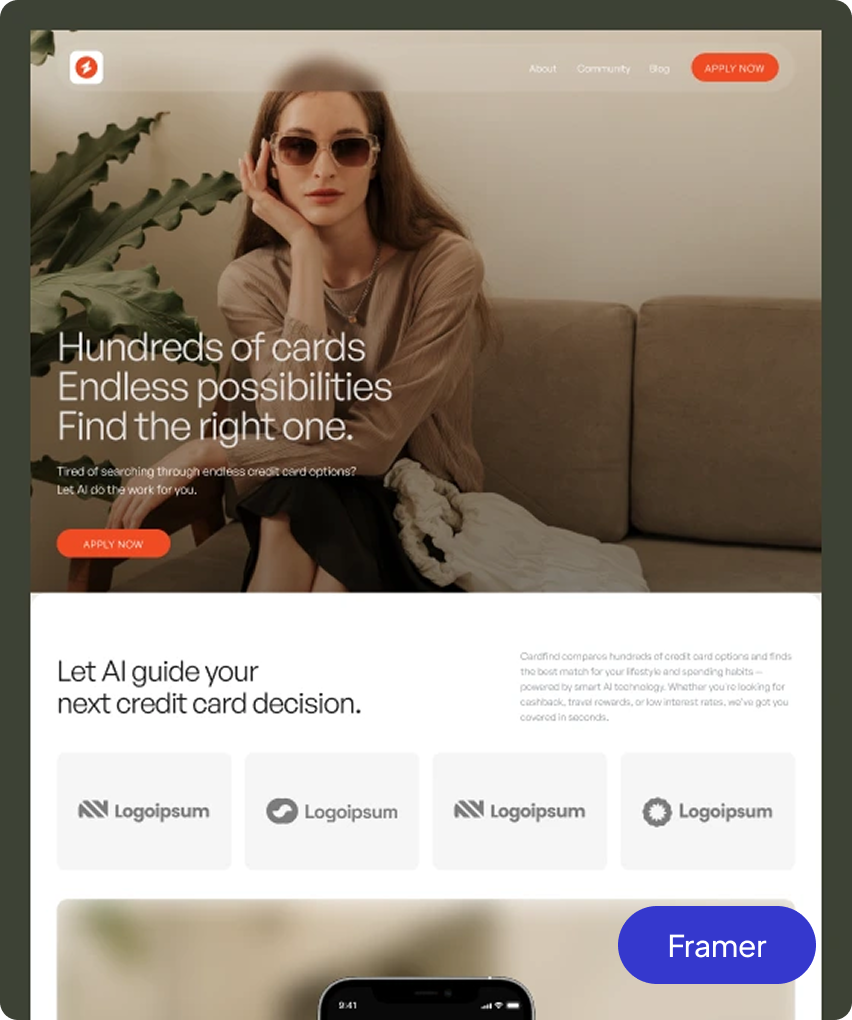 About Community Blog APPLY NOW
Hundreds of cards
Endless possibilities
Find the right one.
Tired of searching through endless credit card options?
Let AI do the work for you.
APPLY NOW
Let AI guide your
next credit card decision.
Cardfind compares hundreds of credit card options and finds
the best match for your lifestyle and spending habits —
powered by smart AI technology. Whether you're looking for
cashback, travel rewards, or low interest rates, we've got you
covered in seconds.
Logoipsum Logoipsum Logoipsum Logoipsum
Framer
9:41